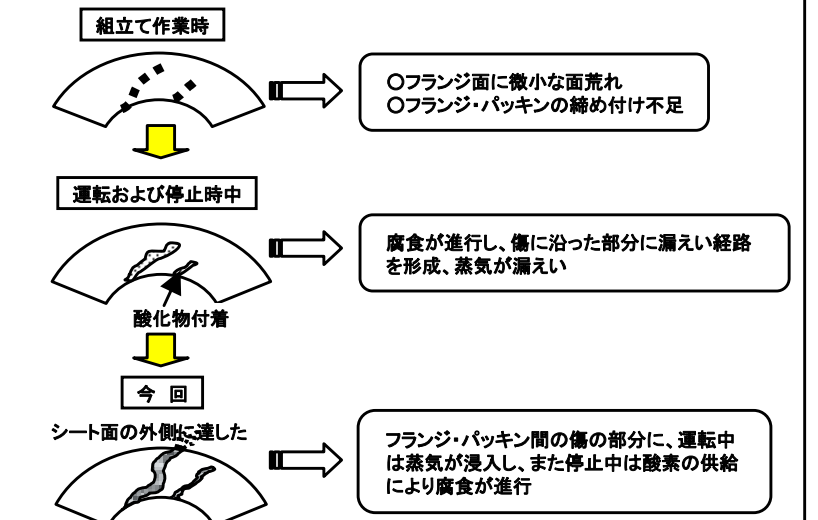 組立て作業時
○フランジ面に微小な面荒れ
○フランジ・パッキンの締め付け不足
運転および停止時中
腐食が進行し、傷に沿った部分に漏えい経路
を形成、蒸気が漏えい
酸化物付着
今 回
シート面の外側に達した
フランジ・パッキン間の傷の部分に、運転中
は蒸気が浸入し、また停止中は酸素の供給
により腐食が進行